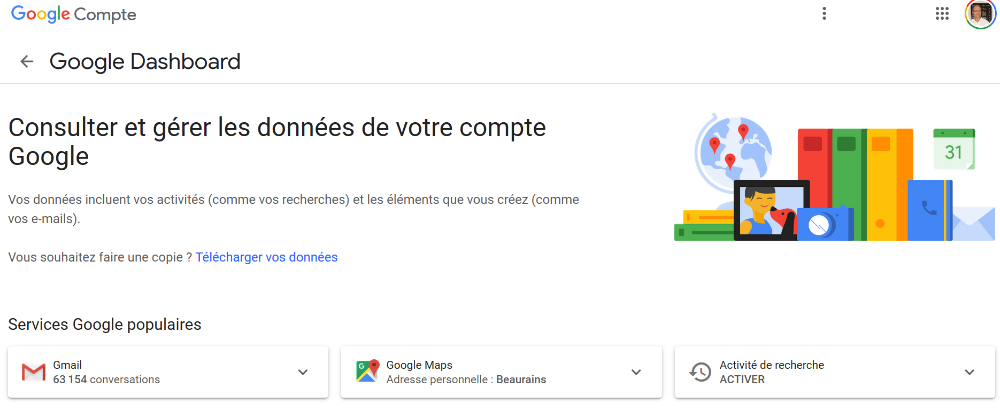 Google Compte
Google Dashboard
Consulter et gérer les données de votre compte
Google
Vos données incluent vos activités (comme vos recherches) et les éléments que vous créez (comme
vos e-mails).
Vous souhaitez faire une copie ? Télécharger vos données
31
Services Google populaires
Gmail
63 154 conversations
G
Google Maps
Adresse personnelle : Beaurains
Activité de recherche
ACTIVER